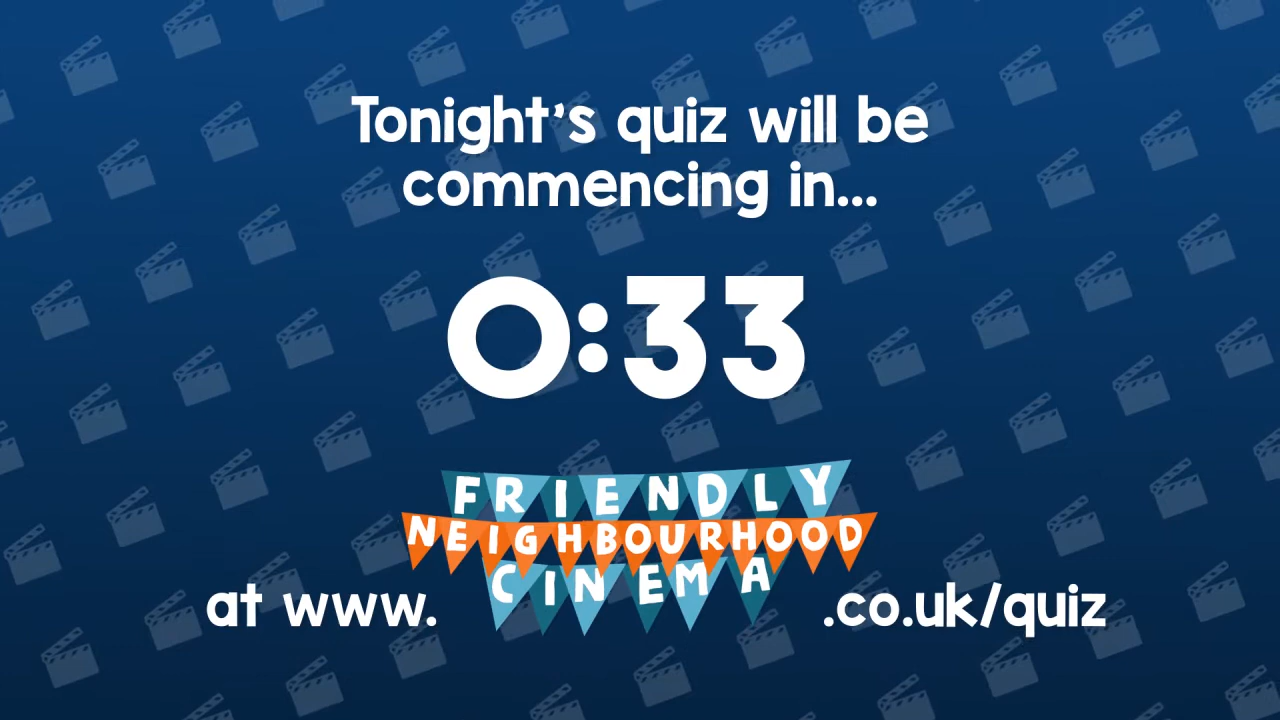 Tonight's quiz will be
commencing in...
0:33
FRIENDLY
NEIGHBOURHOOD
CINEMA
at www. .co.uk/quiz